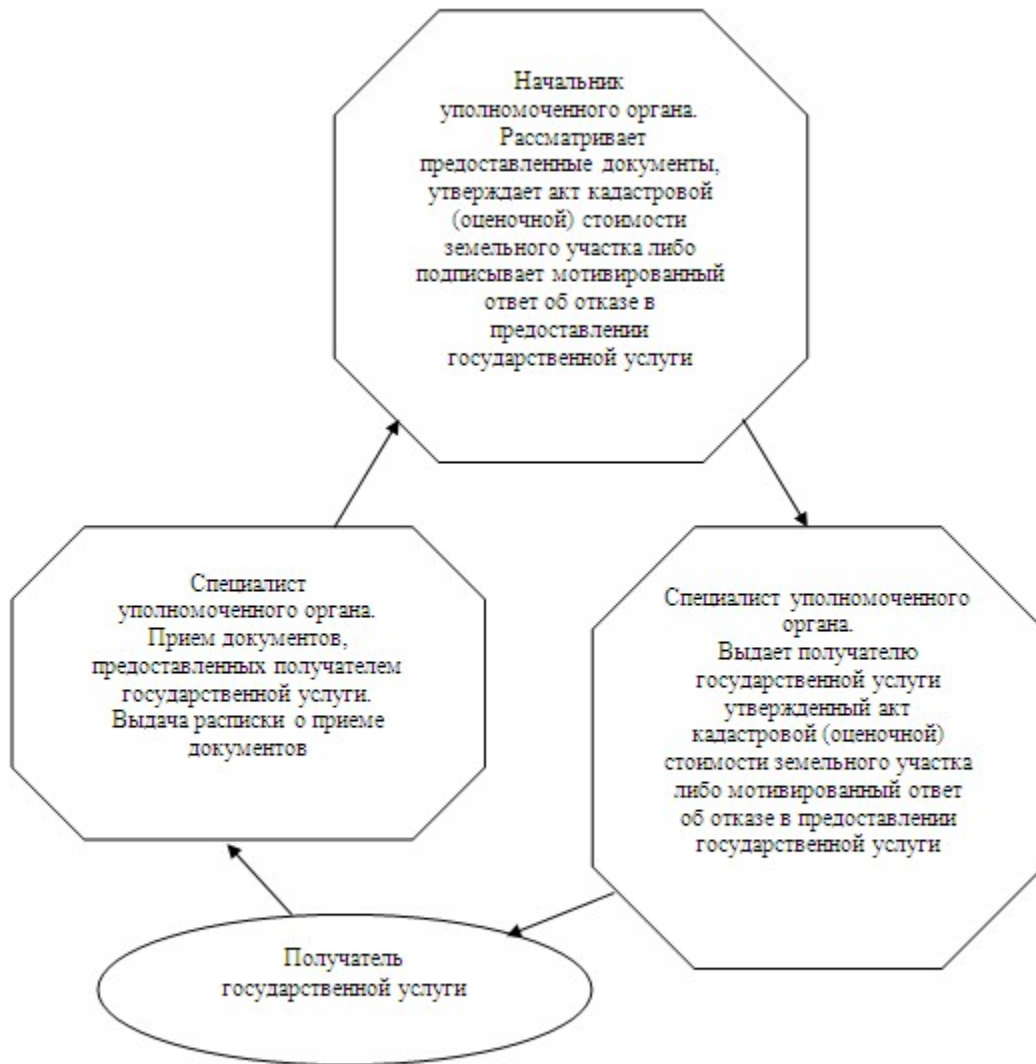 Начальник
уполномоченного органа.
Рассматривает
предоставленные документы,
утверждает акт кадастровой
(оценочной) стоимости
земельного участка либо
подписывает мотивированный
ответ об отказе в
предоставлении
государственной услуги
Специалист
уполномоченного органа.
Прием документов,
предоставленных получателем
государственной услуги.
Выдача расписки о приеме
документов
Специалист уполномоченного
органа.
Выдает получателю
государственной услуги
утвержденный акт
кадастровой (оценочной)
стоимости земельного участка
либо мотивированный ответ
об отказе в предоставлении
государственной услуги
Получатель
государственной услуги